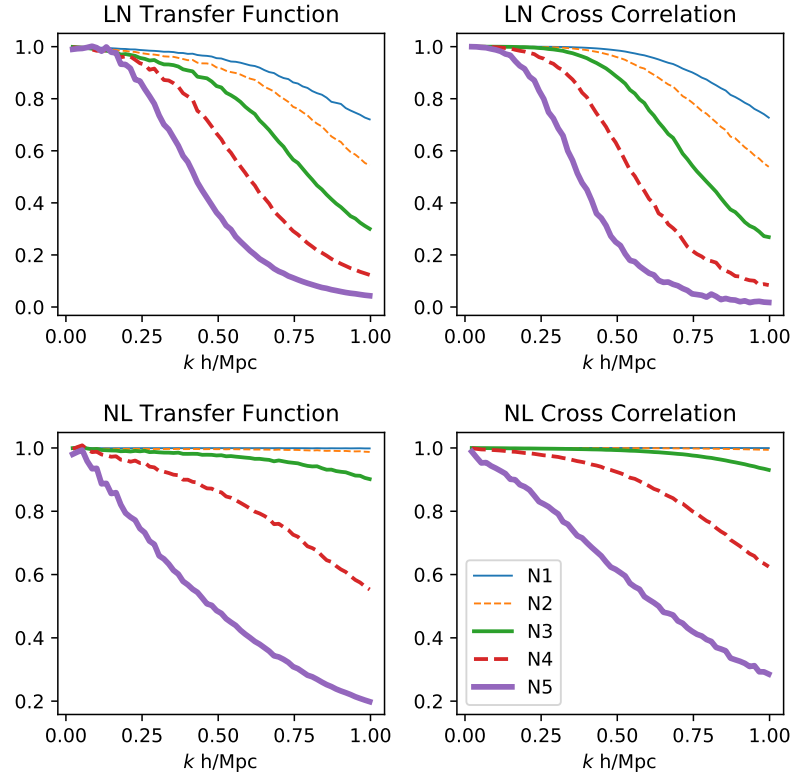 LN Transfer Function
1.0
0.8
0.6
0.4
0.2
0.0
0.00 0.25 0.50 0.75 1.00
k h/Mpc
LN Cross Correlation
1.0
0.8
0.6
0.4
0.2
0.0
0.00 0.25 0.50 0.75 1.00
k h/Mpc
NL Transfer Function
1.0
0.8
0.6
0.4
0.2
0.00 0.25 0.50 0.75 1.00
k h/Mpc
NL Cross Correlation
1.0
0.8
0.6
0.4
0.2
N1
N2
N3
N4
N5
0.00 0.25 0.50 0.75 1.00
k h/Mpc